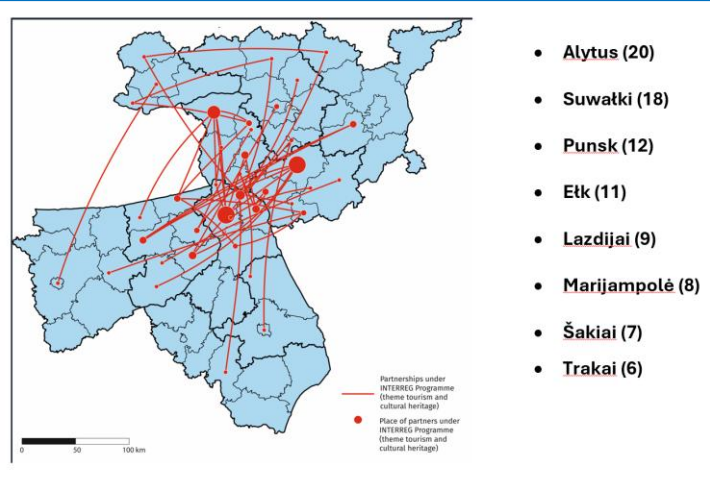 • Alytus (20)
• Suwałki (18)
• Punsk (12)
• Ełk (11)
• Lazdijai (9)
• Marijampolė (8)
• Šakiai (7)
• Trakai (6)
Partnerships under
INTERREG Programme
(theme tourism and
cultural heritage)
Place of partners under
INTERREG Programme
(theme tourism and
cultural heritage)
0 50 100 km